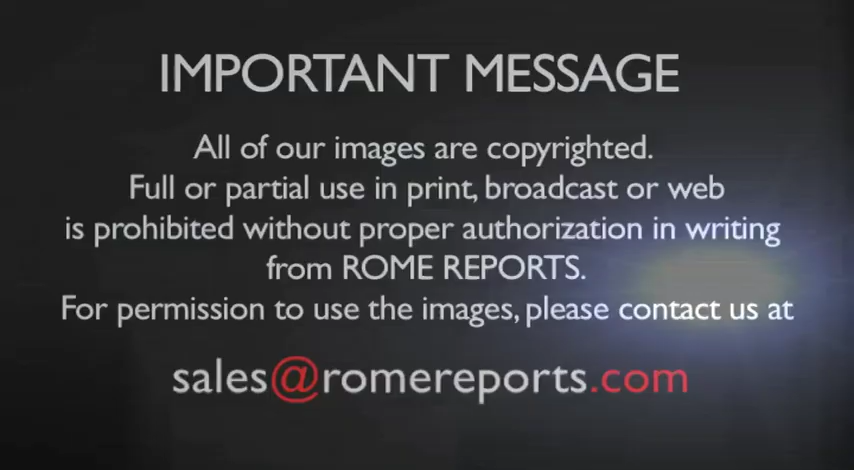 IMPORTANT MESSAGE
All of our images are copyrighted.
Full or partial use in print, broadcast or web
is prohibited without proper authorization in writing
from ROME REPORTS.
For permission to use the images, please contact us at
sales@romereports.com